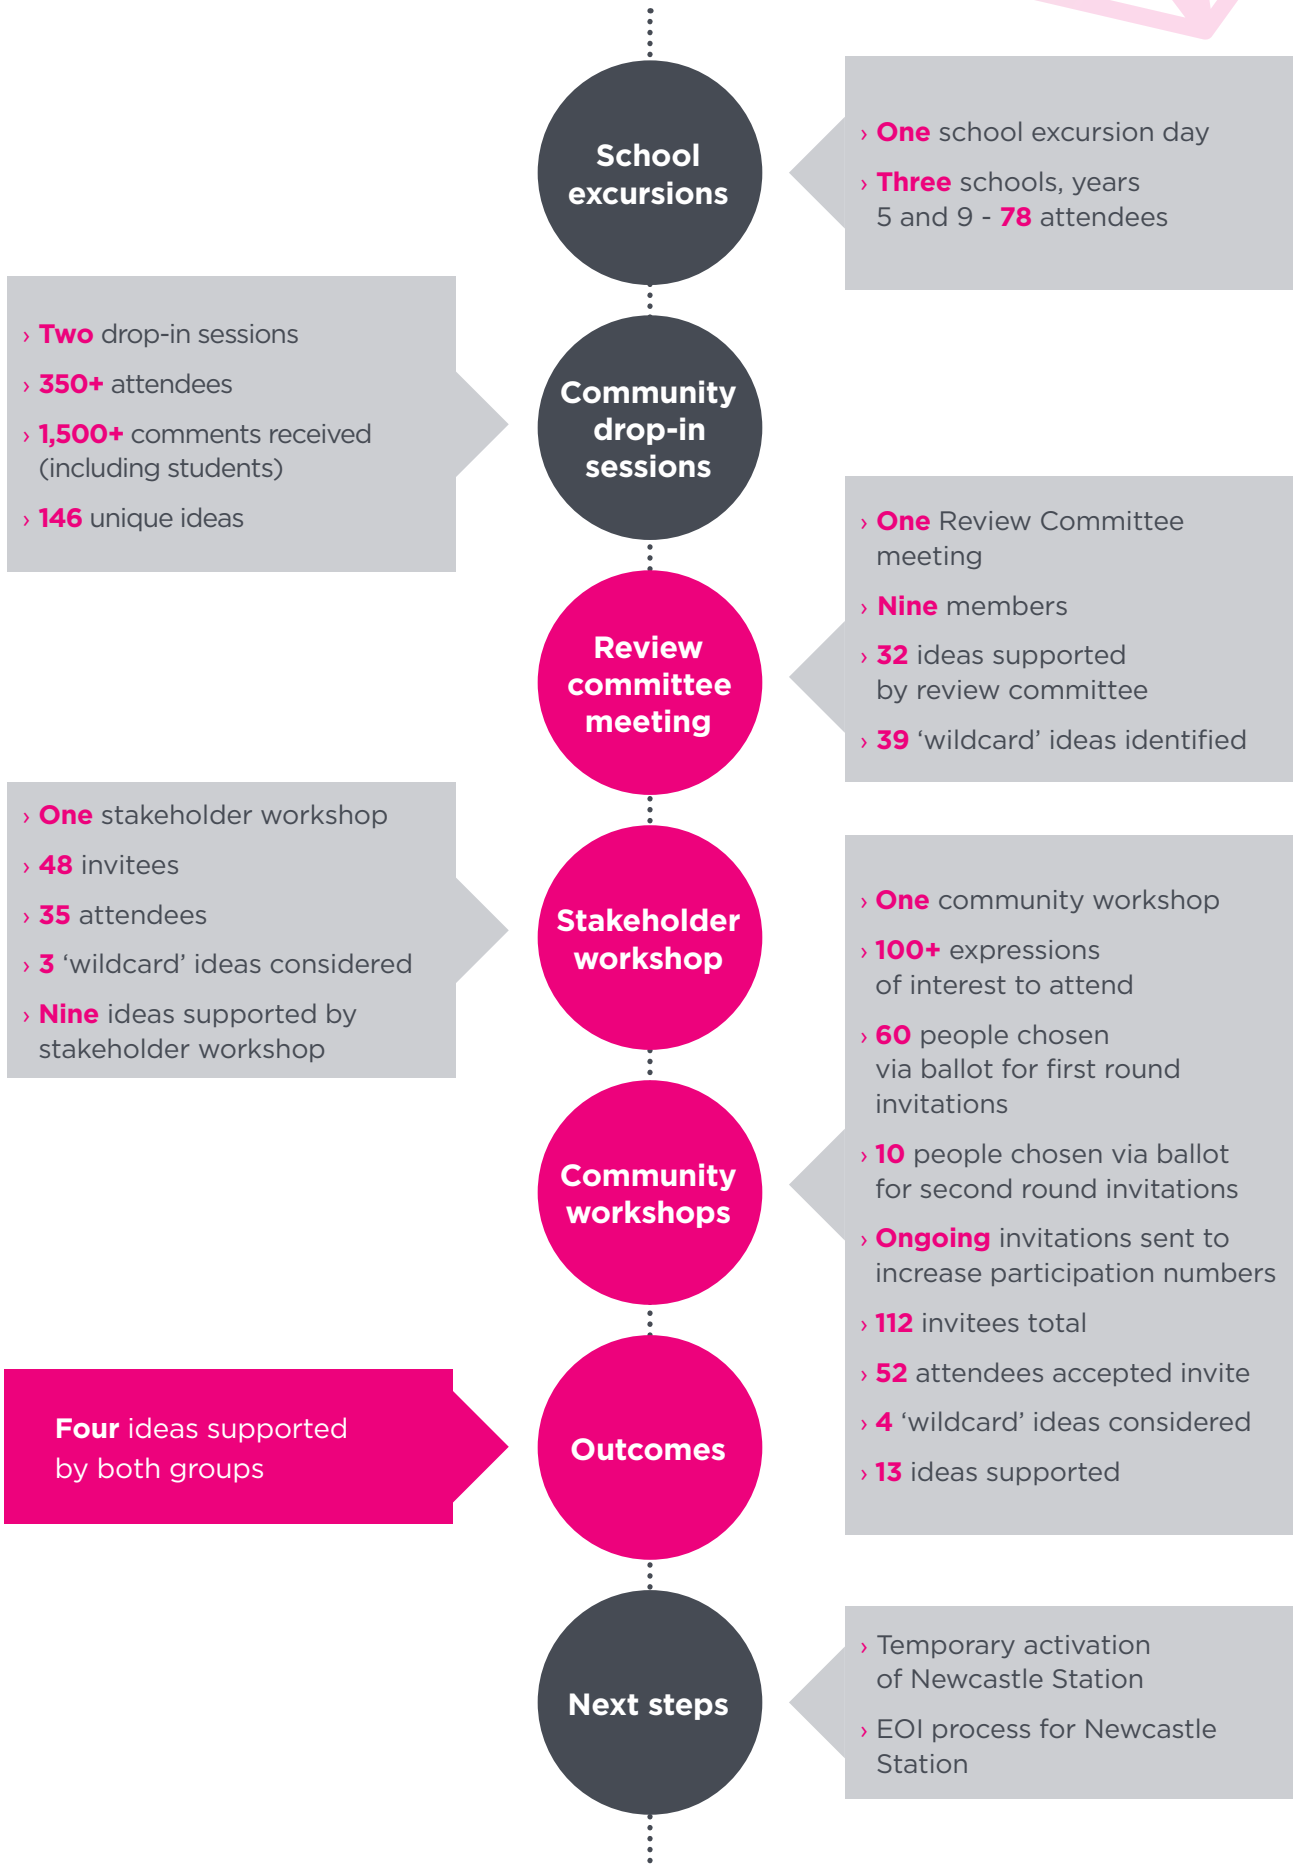 School
excursions
› One school excursion day
› Three schools, years
5 and 9 - 78 attendees
› Two drop-in sessions
› 350+ attendees
› 1,500+ comments received
(including students)
› 146 unique ideas
Community
drop-in
sessions
› One Review Committee
meeting
› Nine members
› 32 ideas supported
by review committee
› 39 ‘wildcard’ ideas identified
Review
committee
meeting
› One stakeholder workshop
› 48 invitees
› 35 attendees
› 3 ‘wildcard’ ideas considered
› Nine ideas supported by
stakeholder workshop
Stakeholder
workshop
› One community workshop
› 100+ expressions
of interest to attend
› 60 people chosen
via ballot for first round
invitations
› 10 people chosen via ballot
for second round invitations
› Ongoing invitations sent to
increase participation numbers
› 112 invitees total
› 52 attendees accepted invite
› 4 ‘wildcard’ ideas considered
› 13 ideas supported
Community
workshops
Four ideas supported
by both groups
Outcomes
Next steps
› Temporary activation
of Newcastle Station
› EOI process for Newcastle
Station